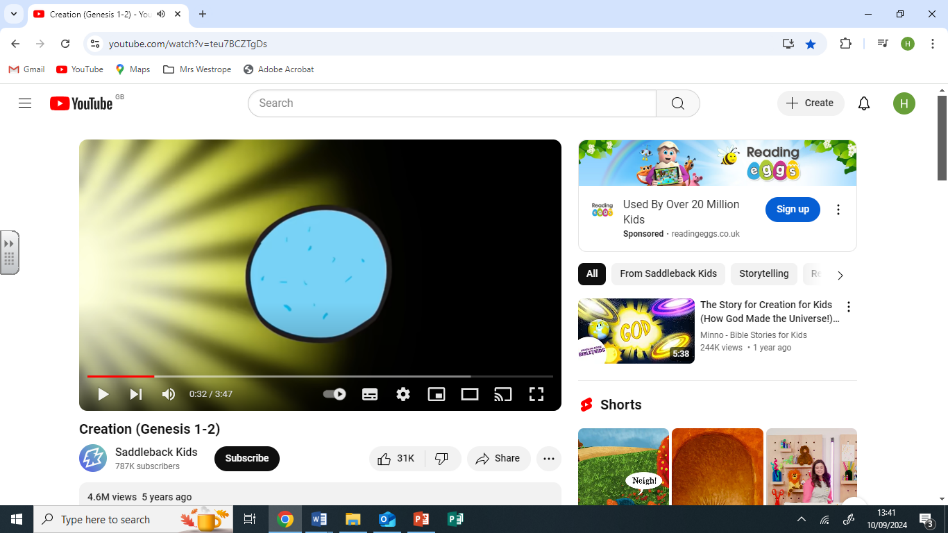 Creation (Genesis 1-2) - You
youtube.com/watch?v=teu7BCZTgDs
H
Gmail
YouTube
Maps
Mrs Westrope
Adobe Acrobat
YouTube GB
Search
Create
H
Reading
eggs
Reading
eggs
Used By Over 20 Million
Kids
Sponsored · readingeggs.co.uk
Sign up
All
From Saddleback Kids
Storytelling
GOD
5:38
The Story for Creation for Kids
(How God Made the Universe!)...
Minno - Bible Stories for Kids
244K views • 1 year ago
0:32 / 3:47
Creation (Genesis 1-2)
Saddleback Kids
787K subscribers
Subscribe
31K
Share
Shorts
Neigh!
4.6M views 5 years ago
Type here to search
13:41
10/09/2024
3